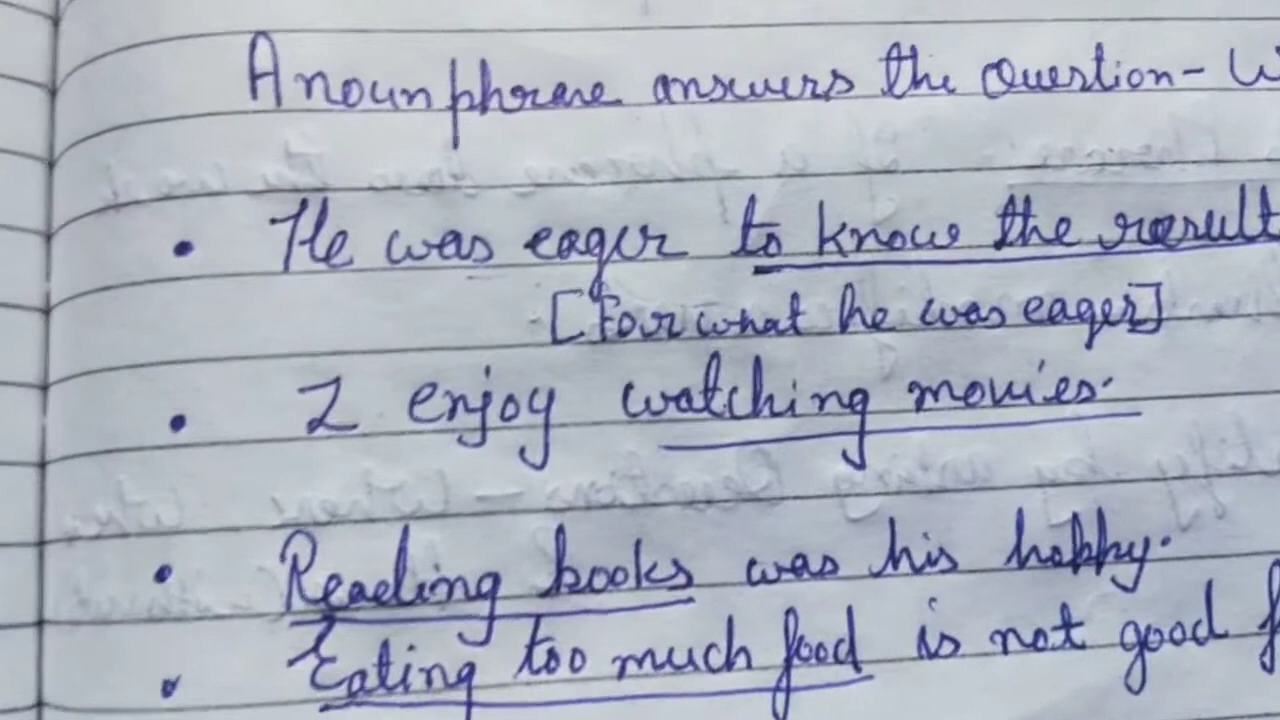 A noun phrase answers the Question-
• He was eager to know the result
[For what he was eager]
• I enjoy watching movies.
• Reading books was his hobby.
• Eating too much food is not good